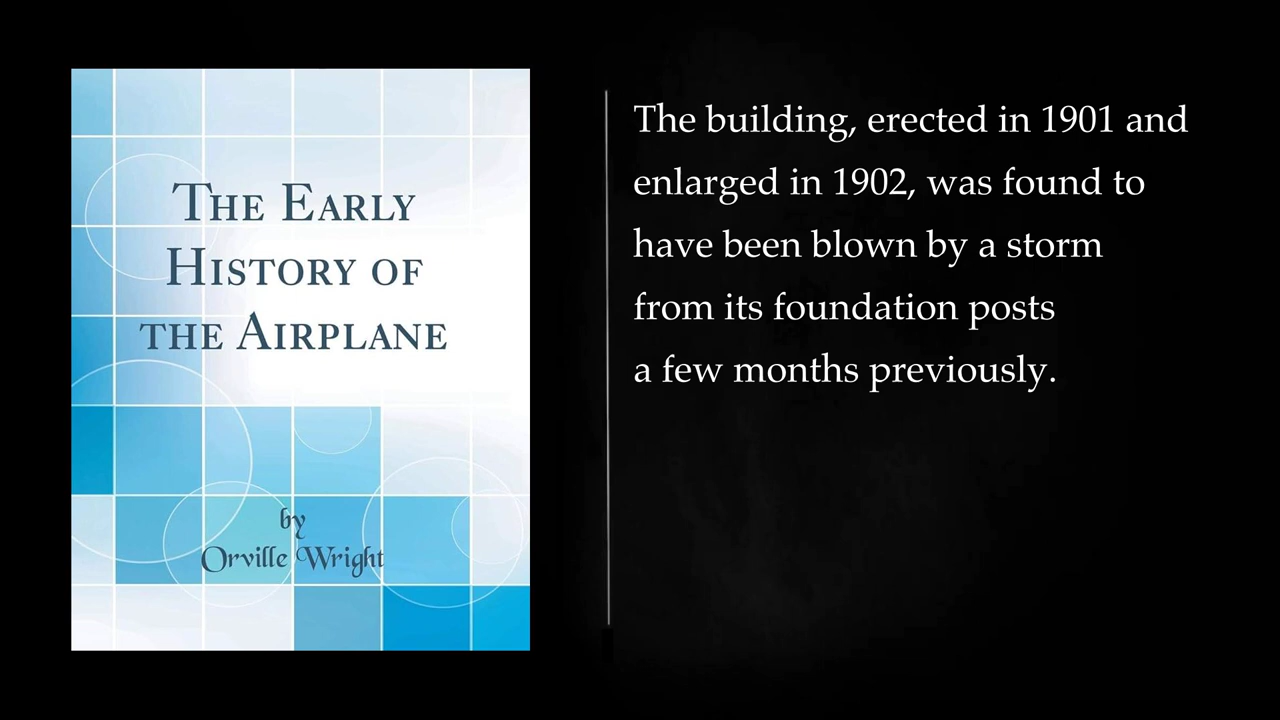 The Early
History of
the Airplane
by
Orville Wright
The building, erected in 1901 and
enlarged in 1902, was found to
have been blown by a storm
from its foundation posts
a few months previously.